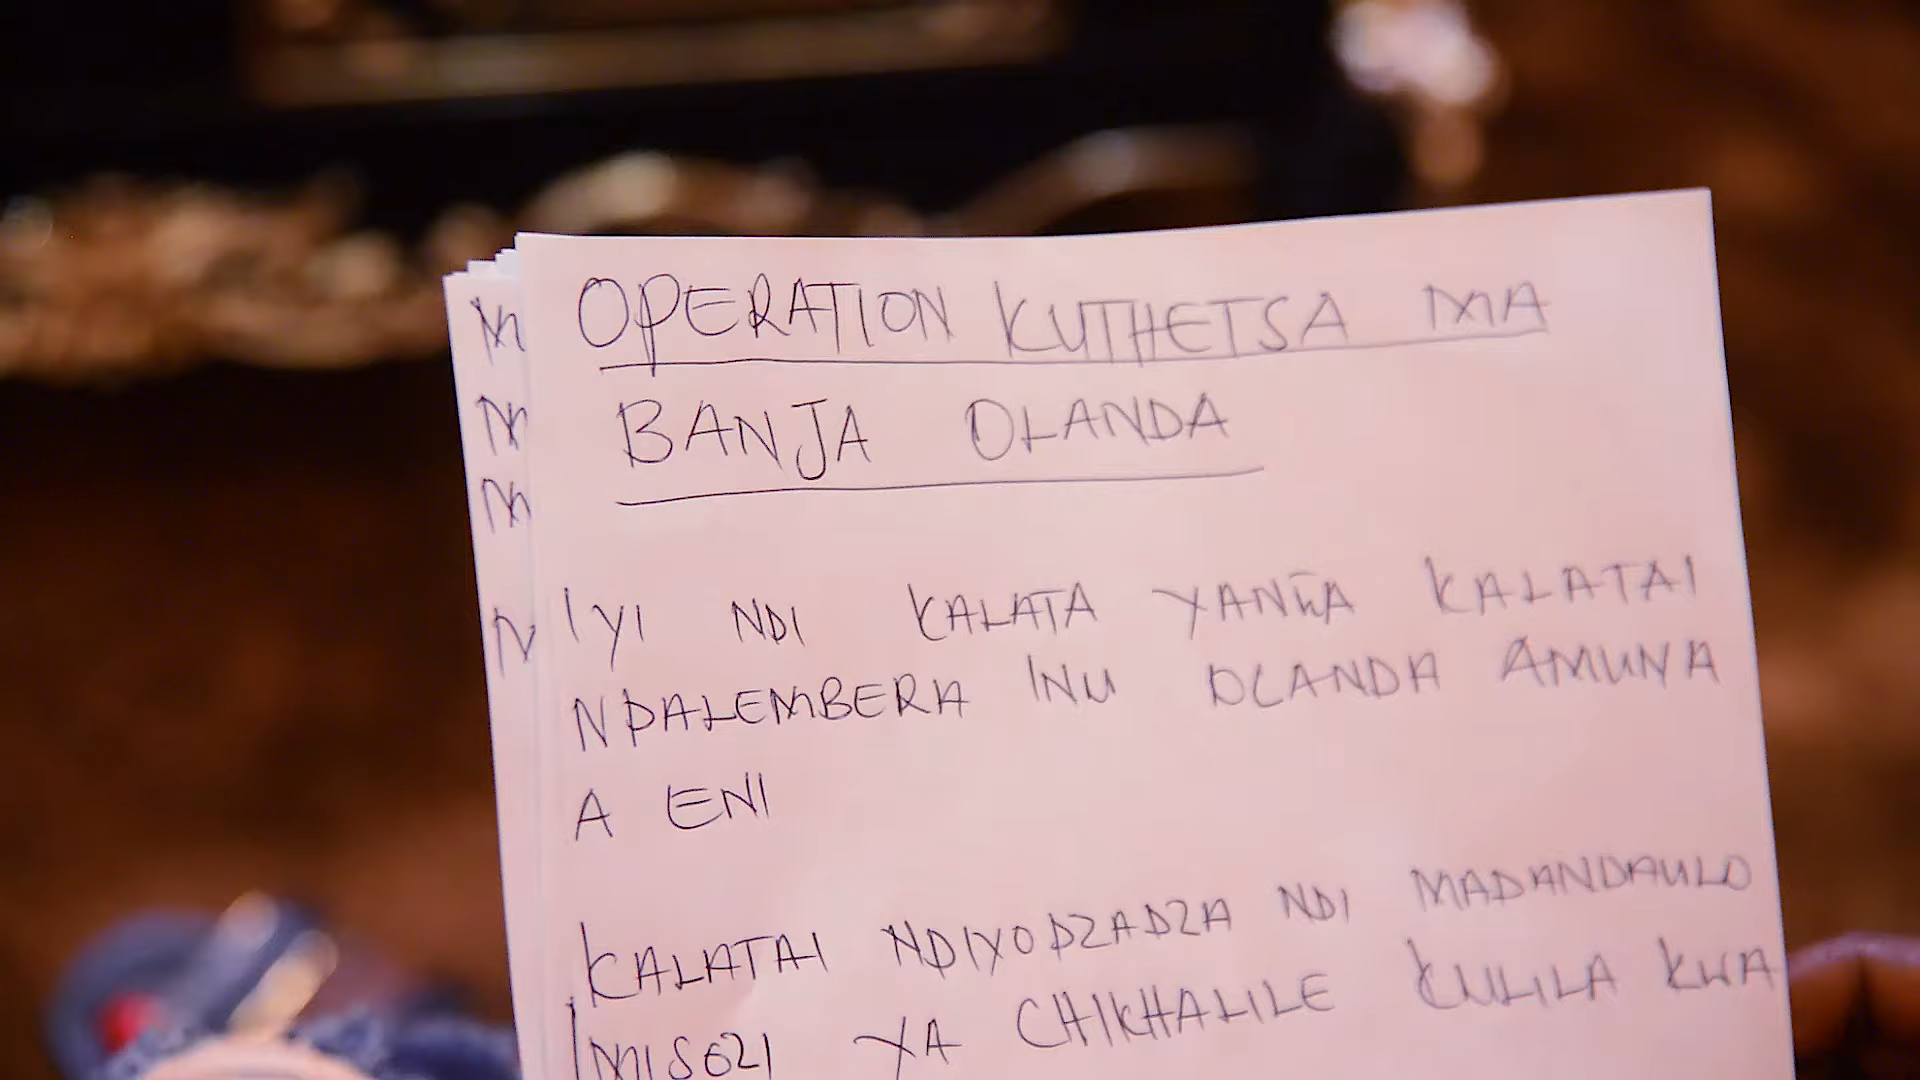 OPERATION KUTHETSA MA
BANJA OLANDA
IYI NDI KALATA YANGA KALATAI
NDALEMBERA INU OLANDA AMUNA
A ENI
KALATAI NDIYODZADZA NDI MADANDAULO
MISOZI YA CHIKHALILE KULILA KWA